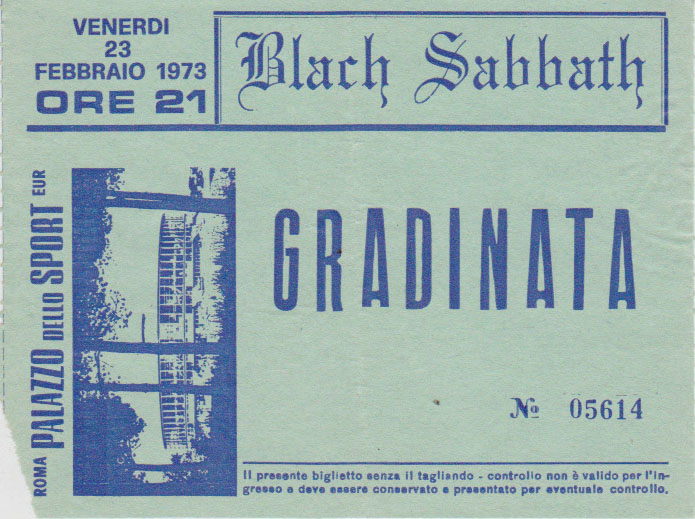 VENERDI
23
FEBBRAIO 1973
ORE 21
Blach Sabbath
ROMA PALAZZO DELLO SPORT EUR
GRADINATA
№ 05614
Il presente biglietto senza il tagliando - controllo non è valido per l'in-
gresso e deve essere conservato e presentato per eventuale controllo.